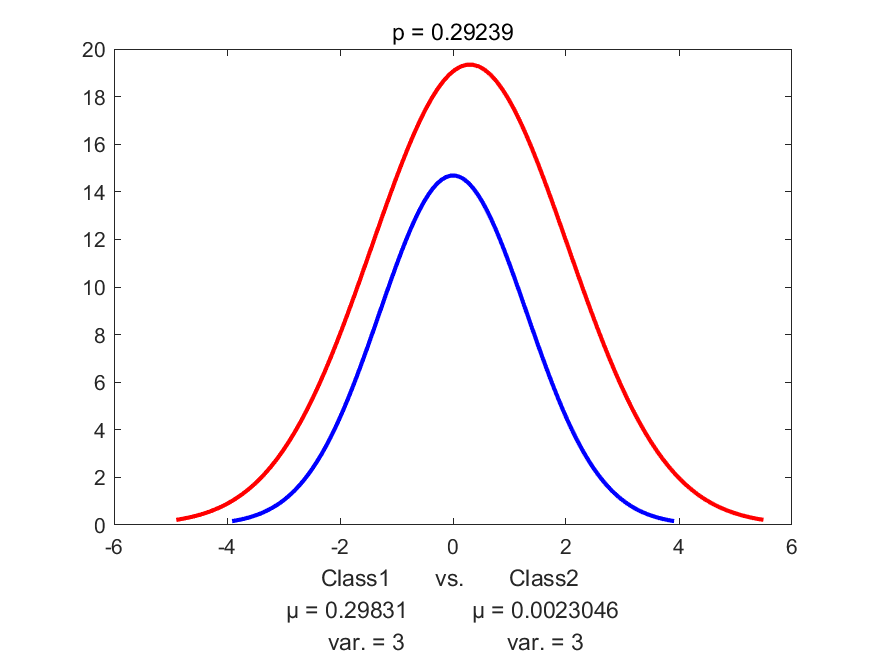 p = 0.29239
20
18
16
14
12
10
8
6
4
2
0
-6 -4 -2 0 2 4 6
Class1 vs. Class2
μ = 0.29831 μ = 0.0023046
var. = 3 var. = 3